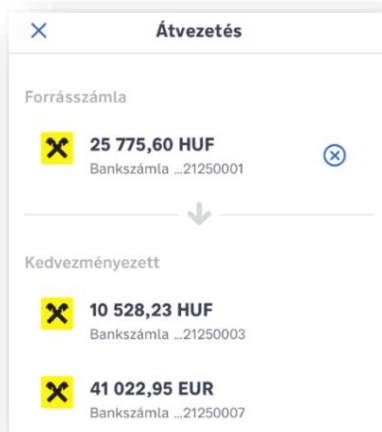 Átvezetés
Forrásszámla
25 775,60 HUF
Bankszámla ...21250001
Kedvezményezett
10 528,23 HUF
Bankszámla ...21250003
41 022,95 EUR
Bankszámla ...21250007